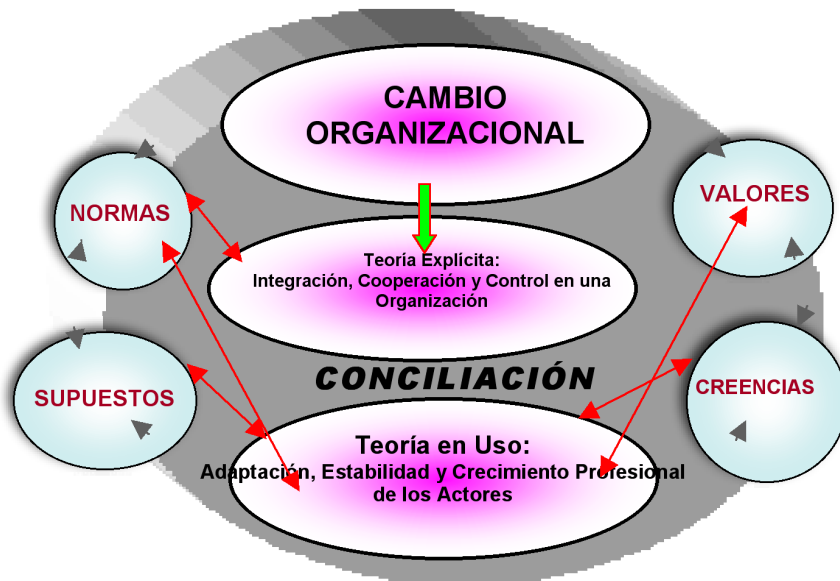 CAMBIO
ORGANIZACIONAL
NORMAS
VALORES
Teoría Explícita:
Integración, Cooperación y Control en una
Organización
CONCILIACIÓN
SUPUESTOS
CREENCIAS
Teoría en Uso:
Adaptación, Estabilidad y Crecimiento Profesional
de los Actores